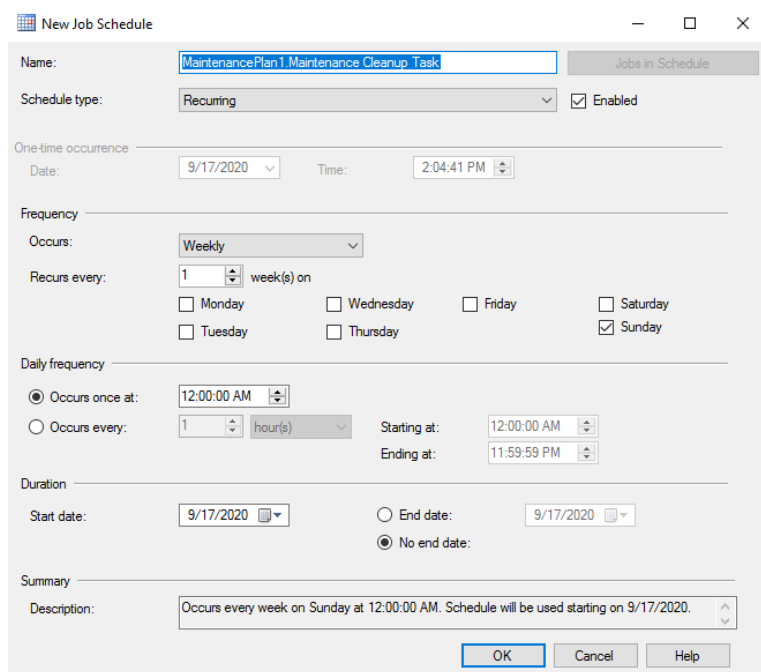 New Job Schedule
Name: MaintenancePlan1.Maintenance Cleanup Task Jobs in Schedule
Schedule type: Recurring Enabled
One-time occurrence
Date: 9/17/2020 Time: 2:04:41 PM
Frequency
Occurs: Weekly
Recurs every: 1 week(s) on
Monday Wednesday Friday Saturday
Tuesday Thursday Sunday
Daily frequency
Occurs once at: 12:00:00 AM
Occurs every: 1 hour(s) Starting at: 12:00:00 AM
Ending at: 11:59:59 PM
Duration
Start date: 9/17/2020 End date: 9/17/2020
No end date:
Summary
Description: Occurs every week on Sunday at 12:00:00 AM. Schedule will be used starting on 9/17/2020.
OK Cancel Help